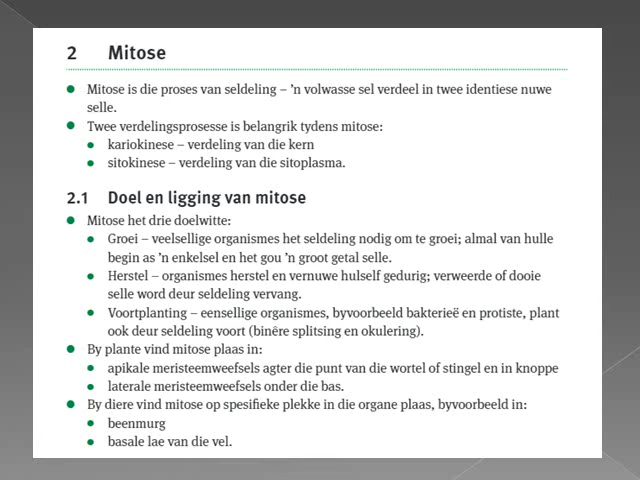 2 Mitose
● Mitose is die proses van seldeling – ’n volwasse sel verdeel in twee identiese nuwe
selle.
● Twee verdelingsprosesse is belangrik tydens mitose:
● kariokinese – verdeling van die kern
● sitokinese – verdeling van die sitoplasma.
2.1 Doel en ligging van mitose
● Mitose het drie doelwitte:
● Groei – veelsellige organismes het seldeling nodig om te groei; almal van hulle
begin as ’n enkelsel en het gou ’n groot getal selle.
● Herstel – organismes herstel en vernuwe hulself gedurig; verweerde of dooie
selle word deur seldeling vervang.
● Voortplanting – eensellige organismes, byvoorbeeld bakterieë en protiste, plant
ook deur seldeling voort (binêre splitsing en okulering).
● By plante vind mitose plaas in:
● apikale meristeemweefsels agter die punt van die wortel of stingel en in knoppe
● laterale meristeemweefsels onder die bas.
● By diere vind mitose op spesifieke plekke in die organe plaas, byvoorbeeld in:
● beenmurg
● basale lae van die vel.